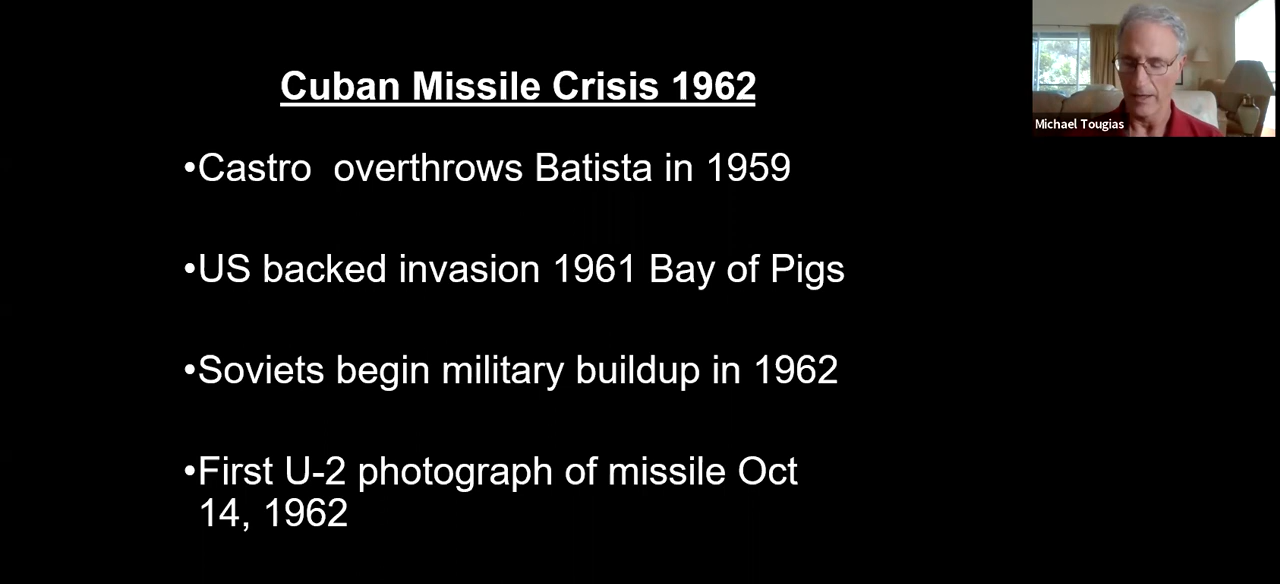 Cuban Missile Crisis 1962
•Castro  overthrows Batista in 1959
•US backed invasion 1961 Bay of Pigs
•Soviets begin military buildup in 1962
•First U-2 photograph of missile Oct
14, 1962
Michael Tougias